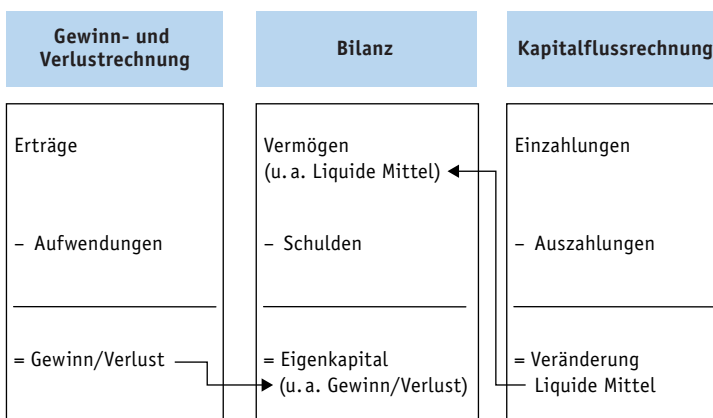 Gewinn- und
Verlustrechnung
Bilanz
Kapitalflussrechnung
Erträge
– Aufwendungen
= Gewinn/Verlust
Vermögen
(u. a. Liquide Mittel)
– Schulden
= Eigenkapital
(u. a. Gewinn/Verlust)
Einzahlungen
– Auszahlungen
= Veränderung
Liquide Mittel